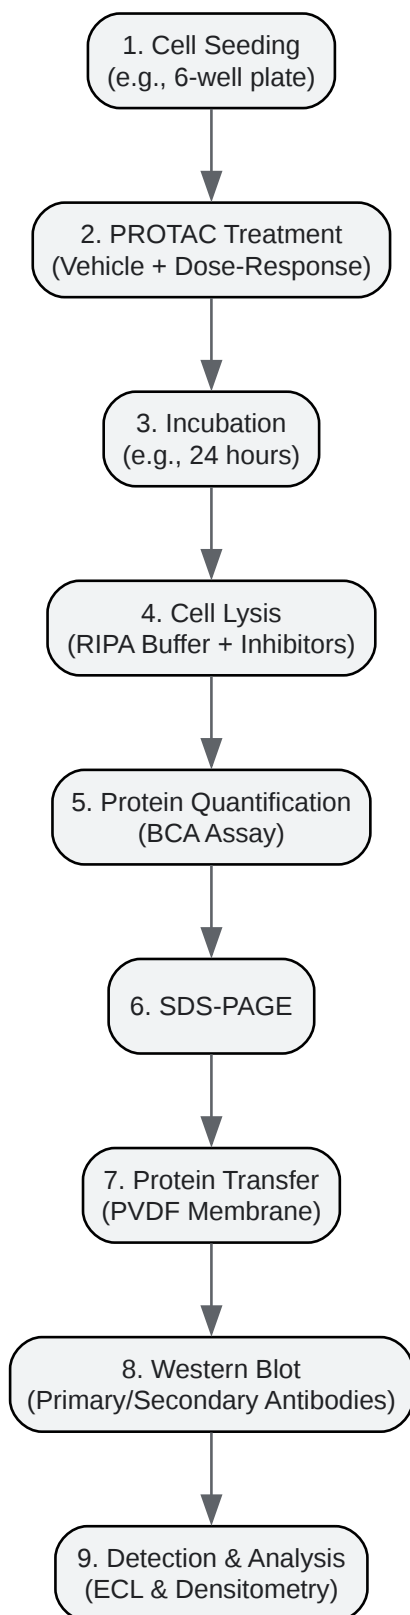 1. Cell Seeding
(e.g., 6-well plate)
2. PROTAC Treatment
(Vehicle + Dose-Response)
3. Incubation
(e.g., 24 hours)
4. Cell Lysis
(RIPA Buffer + Inhibitors)
5. Protein Quantification
(BCA Assay)
6. SDS-PAGE
7. Protein Transfer
(PVDF Membrane)
8. Western Blot
(Primary/Secondary Antibodies)
9. Detection & Analysis
(ECL & Densitometry)